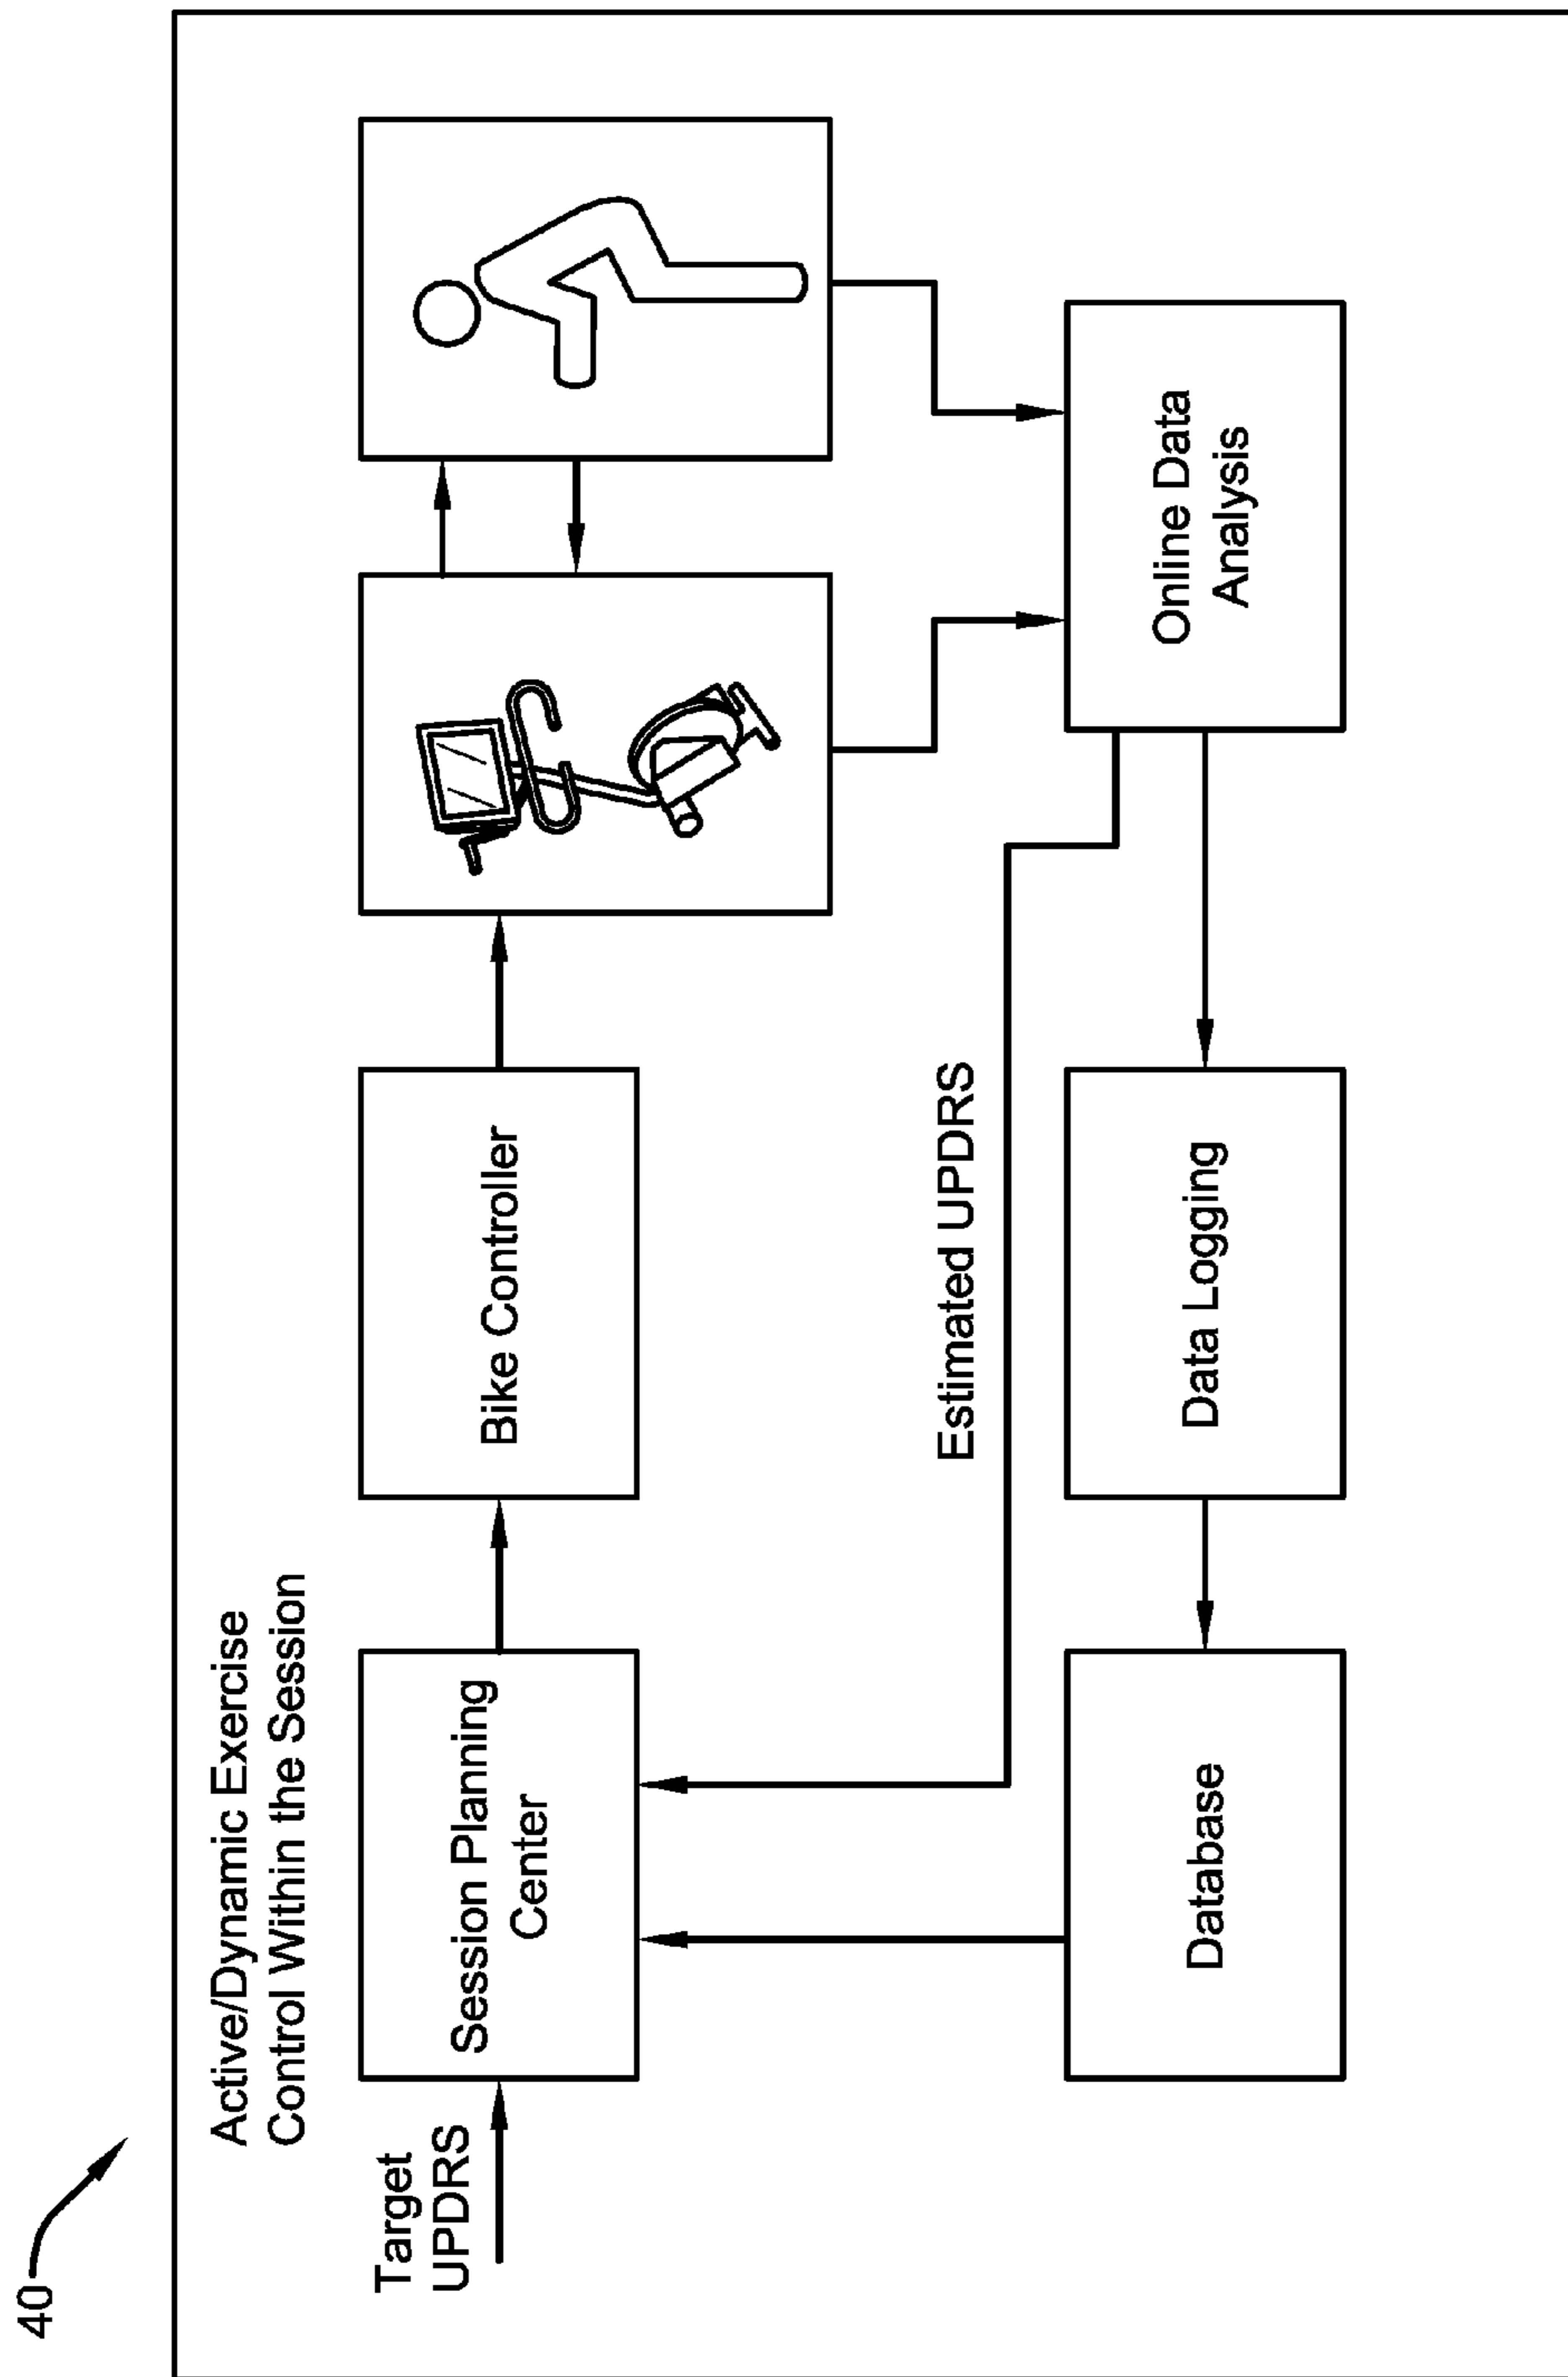 40
Active/Dynamic Exercise
Control Within the Session
Target
UPDRS
Session Planning
Center
Bike Controller
Estimated UPDRS
Database
Data Logging
Online Data
Analysis